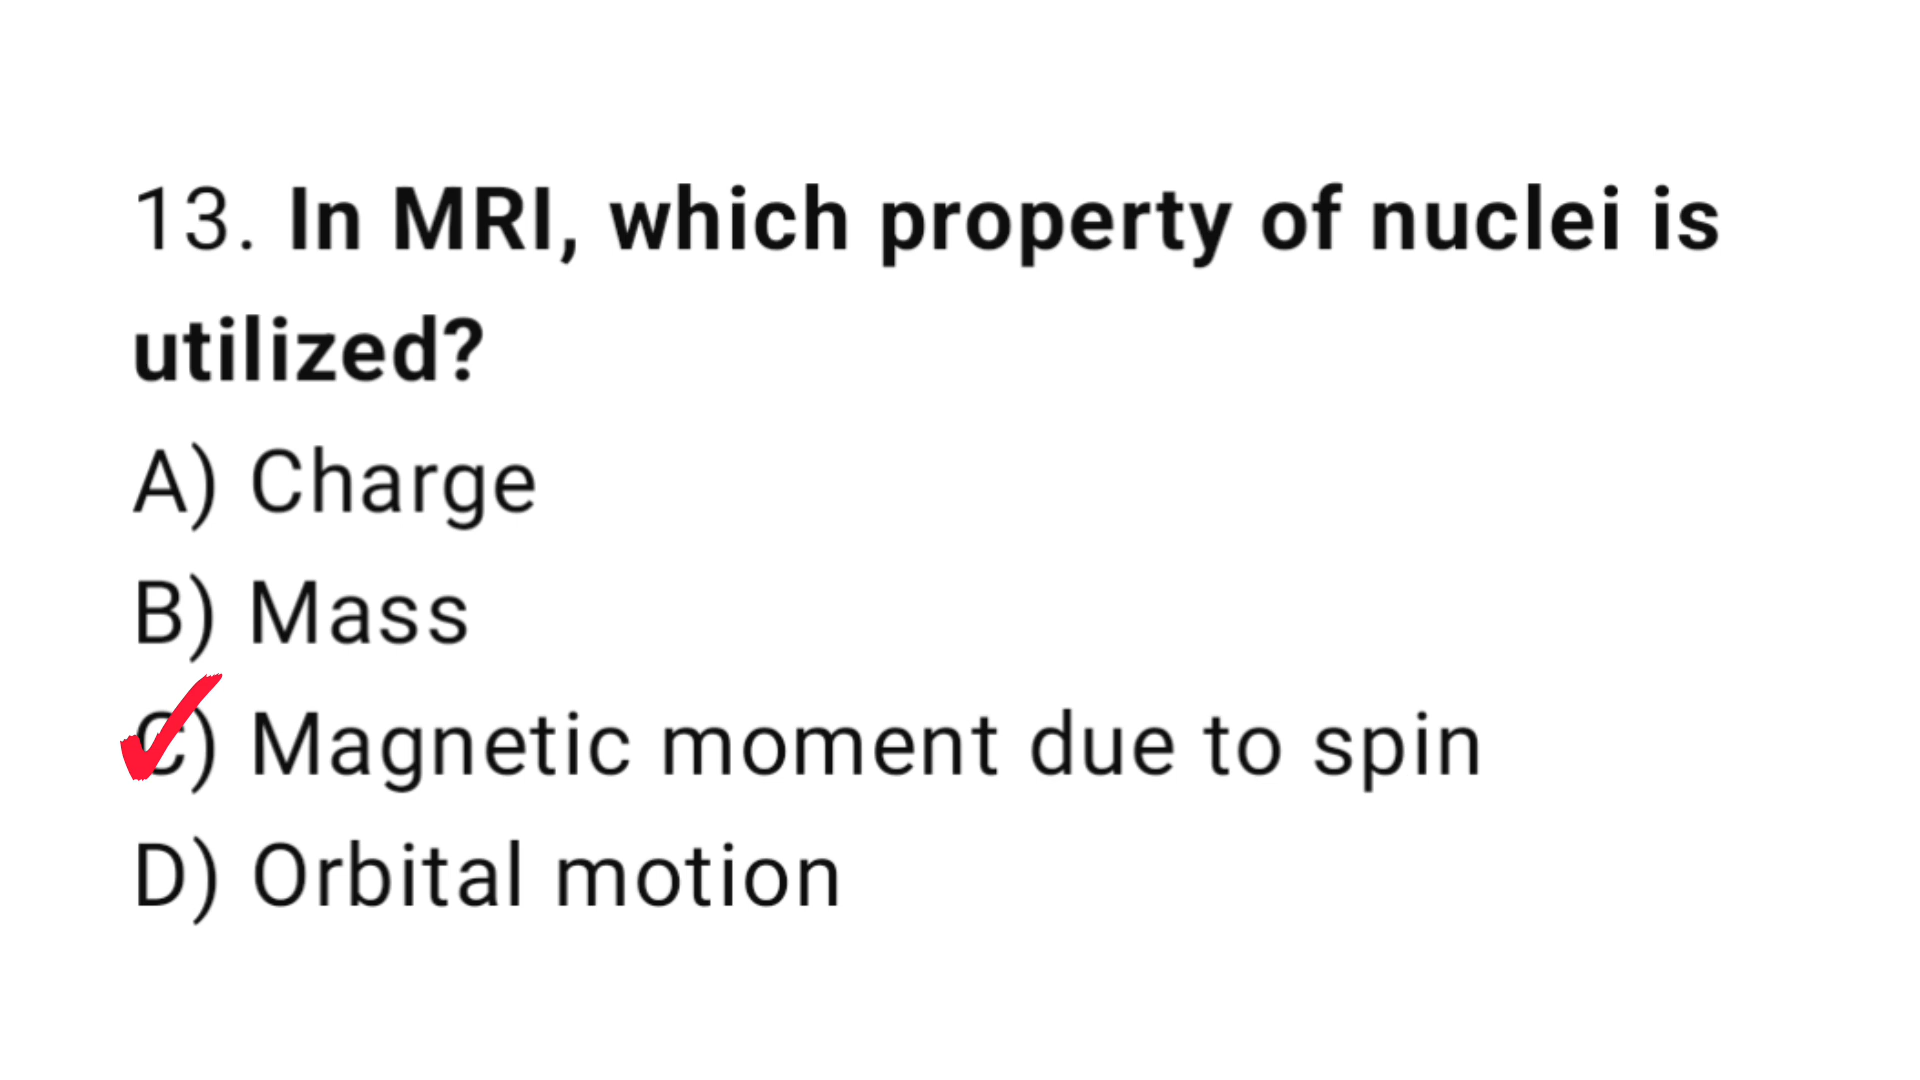 13. In MRI, which property of nuclei is
utilized?
A) Charge
B) Mass
C) Magnetic moment due to spin
D) Orbital motion